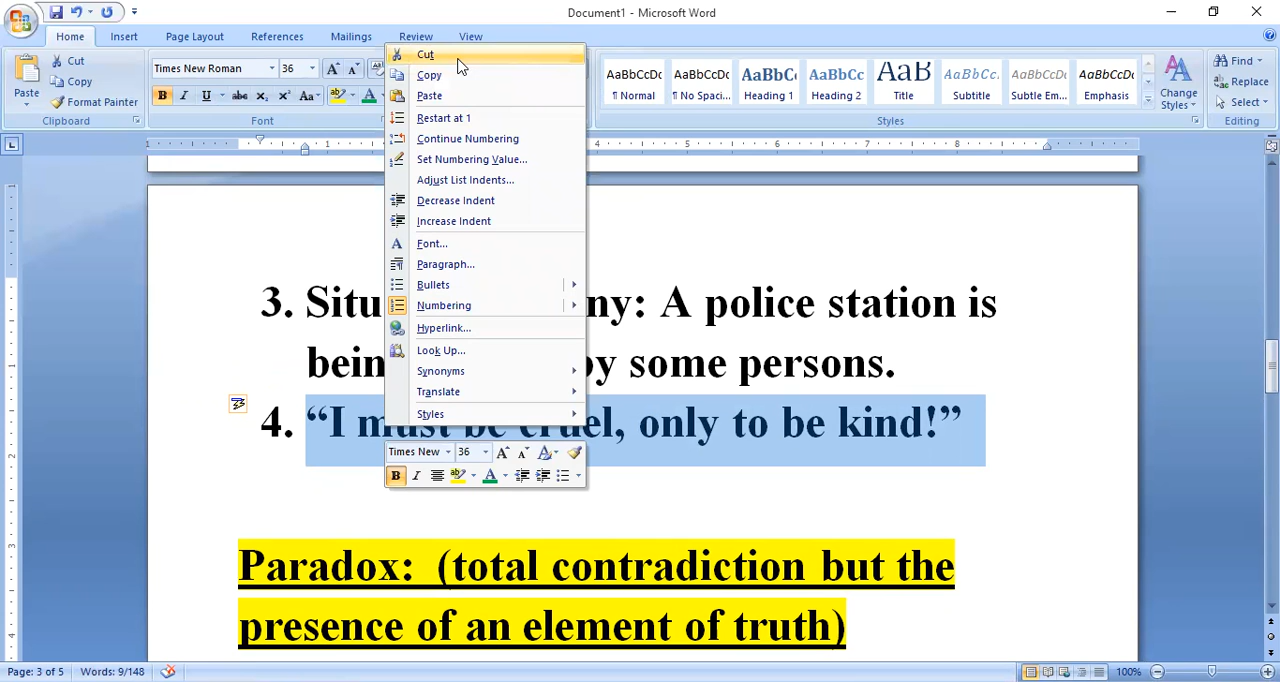 Document1 - Microsoft Word
Home Insert Page Layout References Mailings Review View
Paste
Cut
Copy
Format Painter
Clipboard
Times New Roman 36
Font
AaBbCcDc AaBbCcDc AaBbCc AaBbCc AaB AaBbCc. AaBbCcDc AaBbCcDc
¶ Normal ¶ No Spaci... Heading 1 Heading 2 Title Subtitle Subtle Em... Emphasis
Styles
Change Styles
Find
Replace
Select
Editing
Cut
Copy
Paste
Restart at 1
Continue Numbering
Set Numbering Value...
Adjust List Indents...
Decrease Indent
Increase Indent
Font...
Paragraph...
Bullets
Numbering
Hyperlink...
Look Up...
Synonyms
Translate
Styles
Times New 36
3. Situ ny: A police station is
bein by some persons.
4. “I must be cruel, only to be kind!”
Paradox: (total contradiction but the
presence of an element of truth)
Page: 3 of 5 Words: 9/148 100%